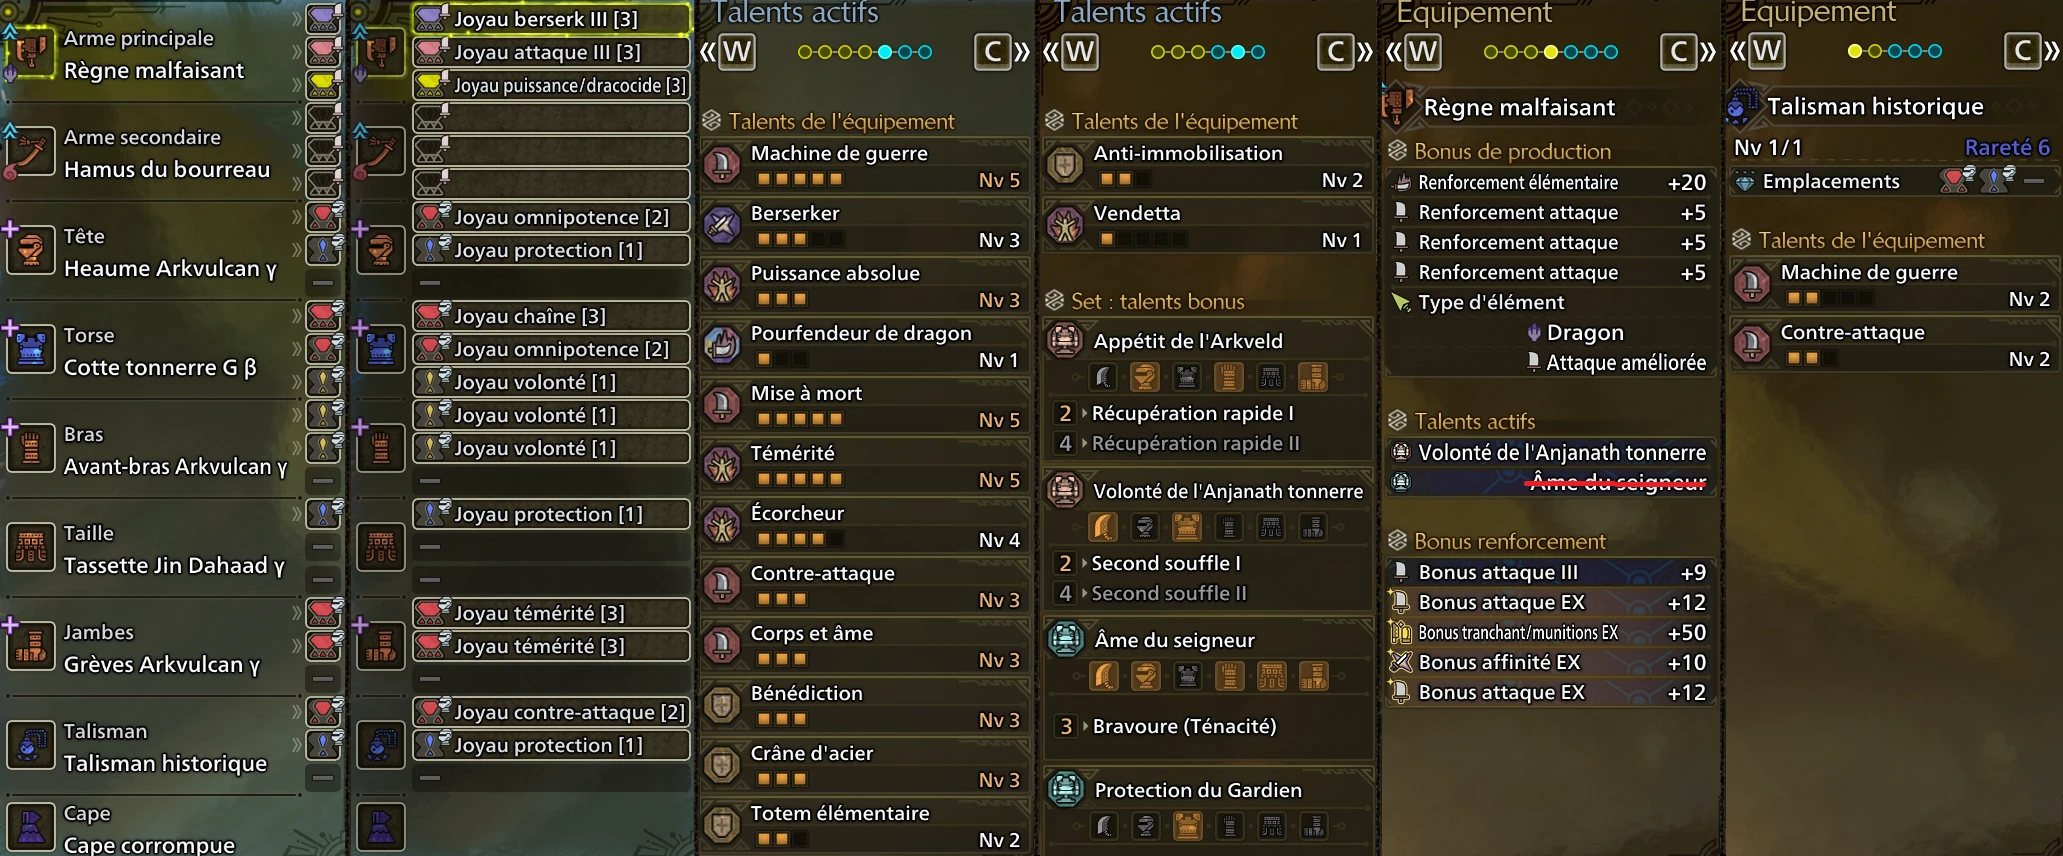 Arme principale
Règne malfaisant
Arme secondaire
Hamus du bourreau
Tête
Heaume Arkvulcan γ
Torse
Cotte tonnerre G β
Bras
Avant-bras Arkvulcan γ
Taille
Tassette Jin Dahaad γ
Jambes
Grèves Arkvulcan γ
Talisman
Talisman historique
Cape
Cape corrompue
Joyau berserk III [3]
Joyau attaque III [3]
Joyau puissance/dracocide [3]
Joyau omnipotence [2]
Joyau protection [1]
Joyau chaîne [3]
Joyau omnipotence [2]
Joyau volonté [1]
Joyau volonté [1]
Joyau volonté [1]
Joyau protection [1]
Joyau témérité [3]
Joyau témérité [3]
Joyau contre-attaque [2]
Joyau protection [1]
Talents actifs
« W C »
Talents de l'équipement
Machine de guerre
Nv 5
Berserker
Nv 3
Puissance absolue
Nv 3
Pourfendeur de dragon
Nv 1
Mise à mort
Nv 5
Témérité
Nv 5
Écorcheur
Nv 4
Contre-attaque
Nv 3
Corps et âme
Nv 3
Bénédiction
Nv 3
Crâne d'acier
Nv 3
Totem élémentaire
Nv 2
Talents actifs
« W C »
Talents de l'équipement
Anti-immobilisation
Nv 2
Vendetta
Nv 1
Set : talents bonus
Appétit de l'Arkveld
2 Récupération rapide I
4 Récupération rapide II
Volonté de l'Anjanath tonnerre
2 Second souffle I
4 Second souffle II
Âme du seigneur
3 Bravoure (Ténacité)
Protection du Gardien
Equipement
« W C »
Règne malfaisant
Bonus de production
Renforcement élémentaire +20
Renforcement attaque +5
Renforcement attaque +5
Renforcement attaque +5
Type d'élément
Dragon
Attaque améliorée
Talents actifs
Volonté de l'Anjanath tonnerre
Âme du seigneur
Bonus renforcement
Bonus attaque III +9
Bonus attaque EX +12
Bonus tranchant/munitions EX +50
Bonus affinité EX +10
Bonus attaque EX +12
Equipement
« W C »
Talisman historique
Nv 1/1 Rareté 6
Emplacements
Talents de l'équipement
Machine de guerre
Nv 2
Contre-attaque
Nv 2